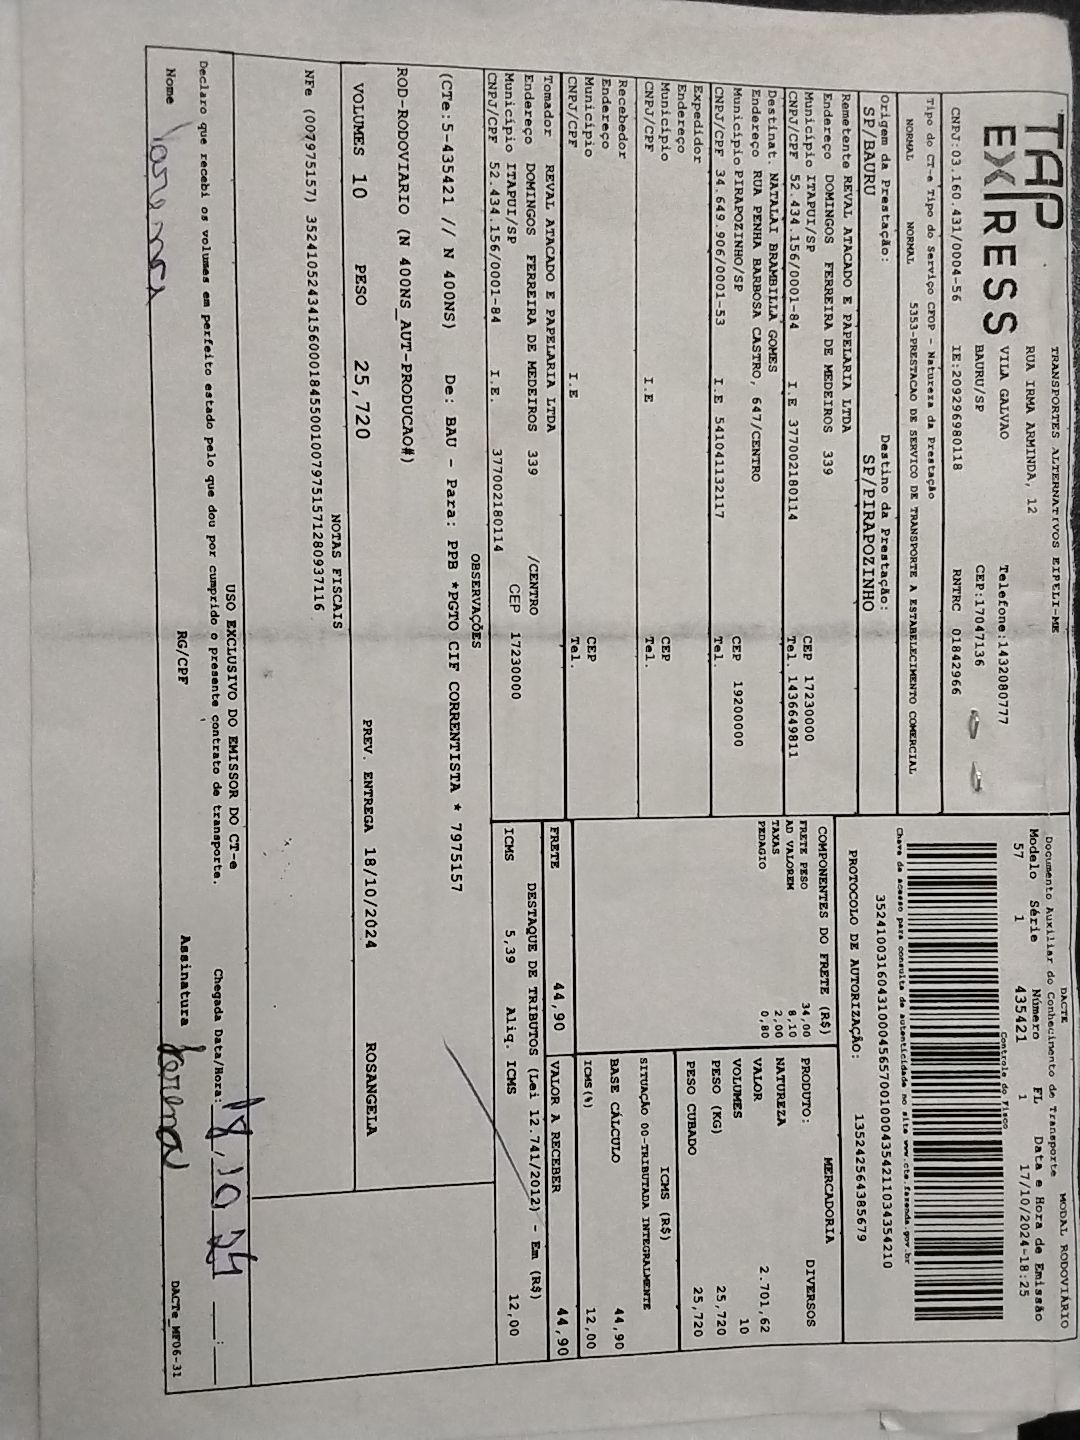 TAP
EXPRESS
TRANSPORTES ALTERNATIVOS EIPELI-ME
RUA IRMA ARMINDA, 12
VILA GALVAO Telefone:1432080777
BAURU/SP CEP:17047136
CNPJ:03.160.431/0004-56 IE:209296980118 RNTRC 01842966
DACTE MODAL RODOVIÁRIO
Documento Auxiliar do Conhecimento de Transporte
Modelo Série Número FL Data e Hora de Emissão
57 1 435421 1 17/10/2024-18:25
Controle do Fisco
Chave de acesso para consulta de autenticidade no site www.cte.fazenda.gov.br
PROTOCOLO DE AUTORIZAÇÃO: 135242564385679
Tipo do CT-e Tipo do Serviço CFOP - Natureza da Prestação
NORMAL NORMAL 5353-PRESTACAO DE SERVICO DE TRANSPORTE A ESTABELECIMENTO COMERCIAL
Origem da Prestação: Destino da Prestação:
SP/BAURU SP/PIRAPOZINHO
Remetente REVAL ATACADO E PAPELARIA LTDA
Endereço DOMINGOS FERREIRA DE MEDEIROS 339
Município ITAPUI/SP CEP 17230000
CNPJ/CPF 52.434.156/0001-84 I.E 377002180114 Tel. 1436649811
Destinat. NATALAI BRAMBILLA GOMES
Endereço RUA PENHA BARBOSA CASTRO, 647/CENTRO
Município PIRAPOZINHO/SP CEP 19200000
CNPJ/CPF 34.649.906/0001-53 I.E 541041132117 Tel.
Expedidor
Endereço
Município CEP
CNPJ/CPF I.E Tel.
Recebedor
Endereço
Município CEP
CNPJ/CPF I.E Tel.
Tomador REVAL ATACADO E PAPELARIA LTDA
Endereço DOMINGOS FERREIRA DE MEDEIROS 339 /CENTRO
Município ITAPUI/SP CEP 17230000
CNPJ/CPF 52.434.156/0001-84 I.E. 377002180114
COMPONENTES DO FRETE (R$)
FRETE PESO 34,00
AD VALOREM 8,10
TAXAS 2,00
PEDAGIO 0,80
MERCADORIA
PRODUTO: DIVERSOS
NATUREZA
VALOR 2.701,62
VOLUMES 10
PESO (KG) 25,720
PESO CUBADO 25,720
ICMS (R$)
SITUAÇÃO 00-TRIBUTADA INTEGRALMENTE
BASE CÁLCULO 44,90
ICMS(%) 12,00
FRETE 44,90 VALOR A RECEBER 44,90
DESTAQUE DE TRIBUTOS (Lei 12.741/2012) - Em (R$)
ICMS 5,39 Aliq. ICMS 12,00
OBSERVAÇÕES
(CTe:5-435421 // N 400NS) De: BAU - Para: PPB *PGTO CIF CORRENTISTA * 7975157
ROD-RODOVIARIO (N 400NS_AUT-PRODUCAO#)
VOLUMES 10 PESO 25,720 PREV. ENTREGA 18/10/2024 ROSANGELA
NOTAS FISCAIS
USO EXCLUSIVO DO EMISSOR DO CT-e
Declaro que recebi os volumes em perfeito estado pelo que dou por cumprido o presente contrato de transporte. Chegada Data/Hora: 18,10 24 __:__
Nome RG/CPF Assinatura Lorena DACTe_MF06-31